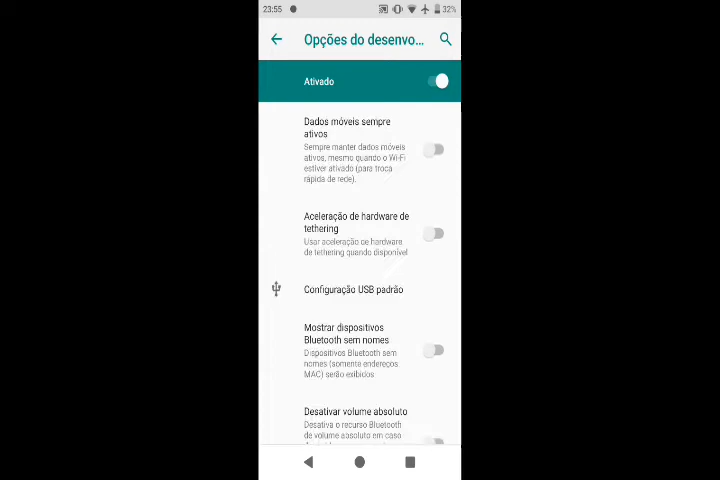 23:55
32%
Opções do desenvo...
Ativado
Dados móveis sempre
ativos
Sempre manter dados móveis
ativos, mesmo quando o Wi-Fi
estiver ativado (para troca
rápida de rede).
Aceleração de hardware de
tethering
Usar aceleração de hardware
de tethering quando disponível
Configuração USB padrão
Mostrar dispositivos
Bluetooth sem nomes
Dispositivos Bluetooth sem
nomes (somente endereços
MAC) serão exibidos
Desativar volume absoluto
Desativa o recurso Bluetooth
de volume absoluto em caso